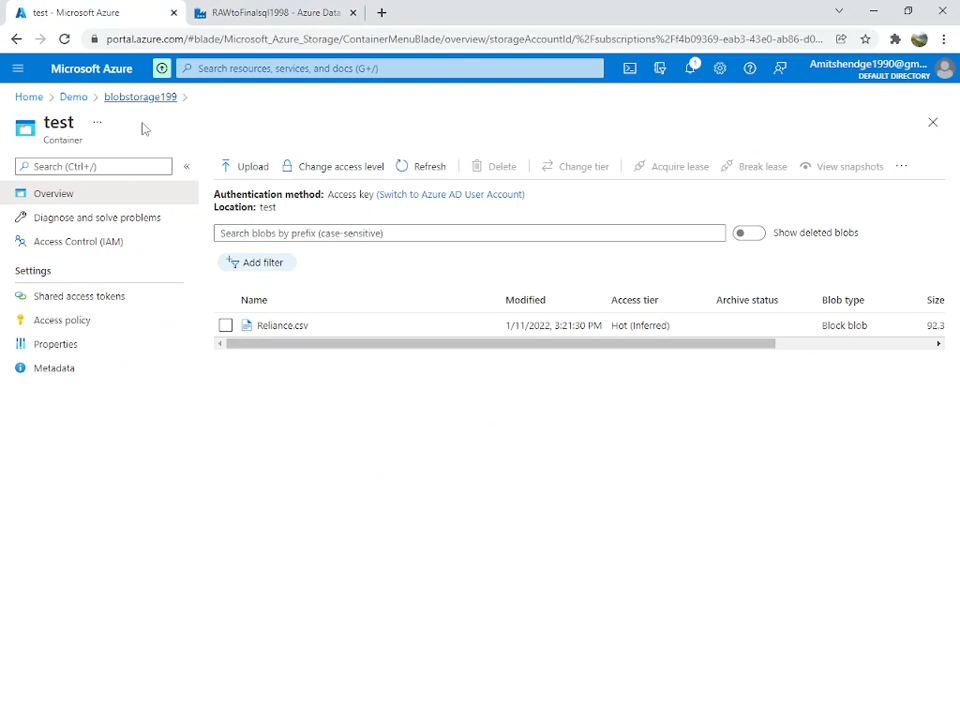 test - Microsoft Azure
RAWtoFinalsql1998 - Azure Data
portal.azure.com/#blade/Microsoft_Azure_Storage/ContainerMenuBlade/overview/storageAccountId/%2Fsubscriptions%2Ff4b09369-eab3-43e0-ab86-d0...
Microsoft Azure
Search resources, services, and docs (G+/)
1
Amitshendge1990@gm...
DEFAULT DIRECTORY
Home > Demo > blobstorage199 >
test ...
Container
Search (Ctrl+/)
«
Upload
Change access level
Refresh
Delete
Change tier
Acquire lease
Break lease
View snapshots
...
Overview
Diagnose and solve problems
Access Control (IAM)
Settings
Shared access tokens
Access policy
Properties
Metadata
Authentication method: Access key (Switch to Azure AD User Account)
Location: test
Search blobs by prefix (case-sensitive)
Show deleted blobs
Add filter
Name Modified Access tier Archive status Blob type Size
Reliance.csv 1/11/2022, 3:21:30 PM Hot (Inferred) Block blob 92.3